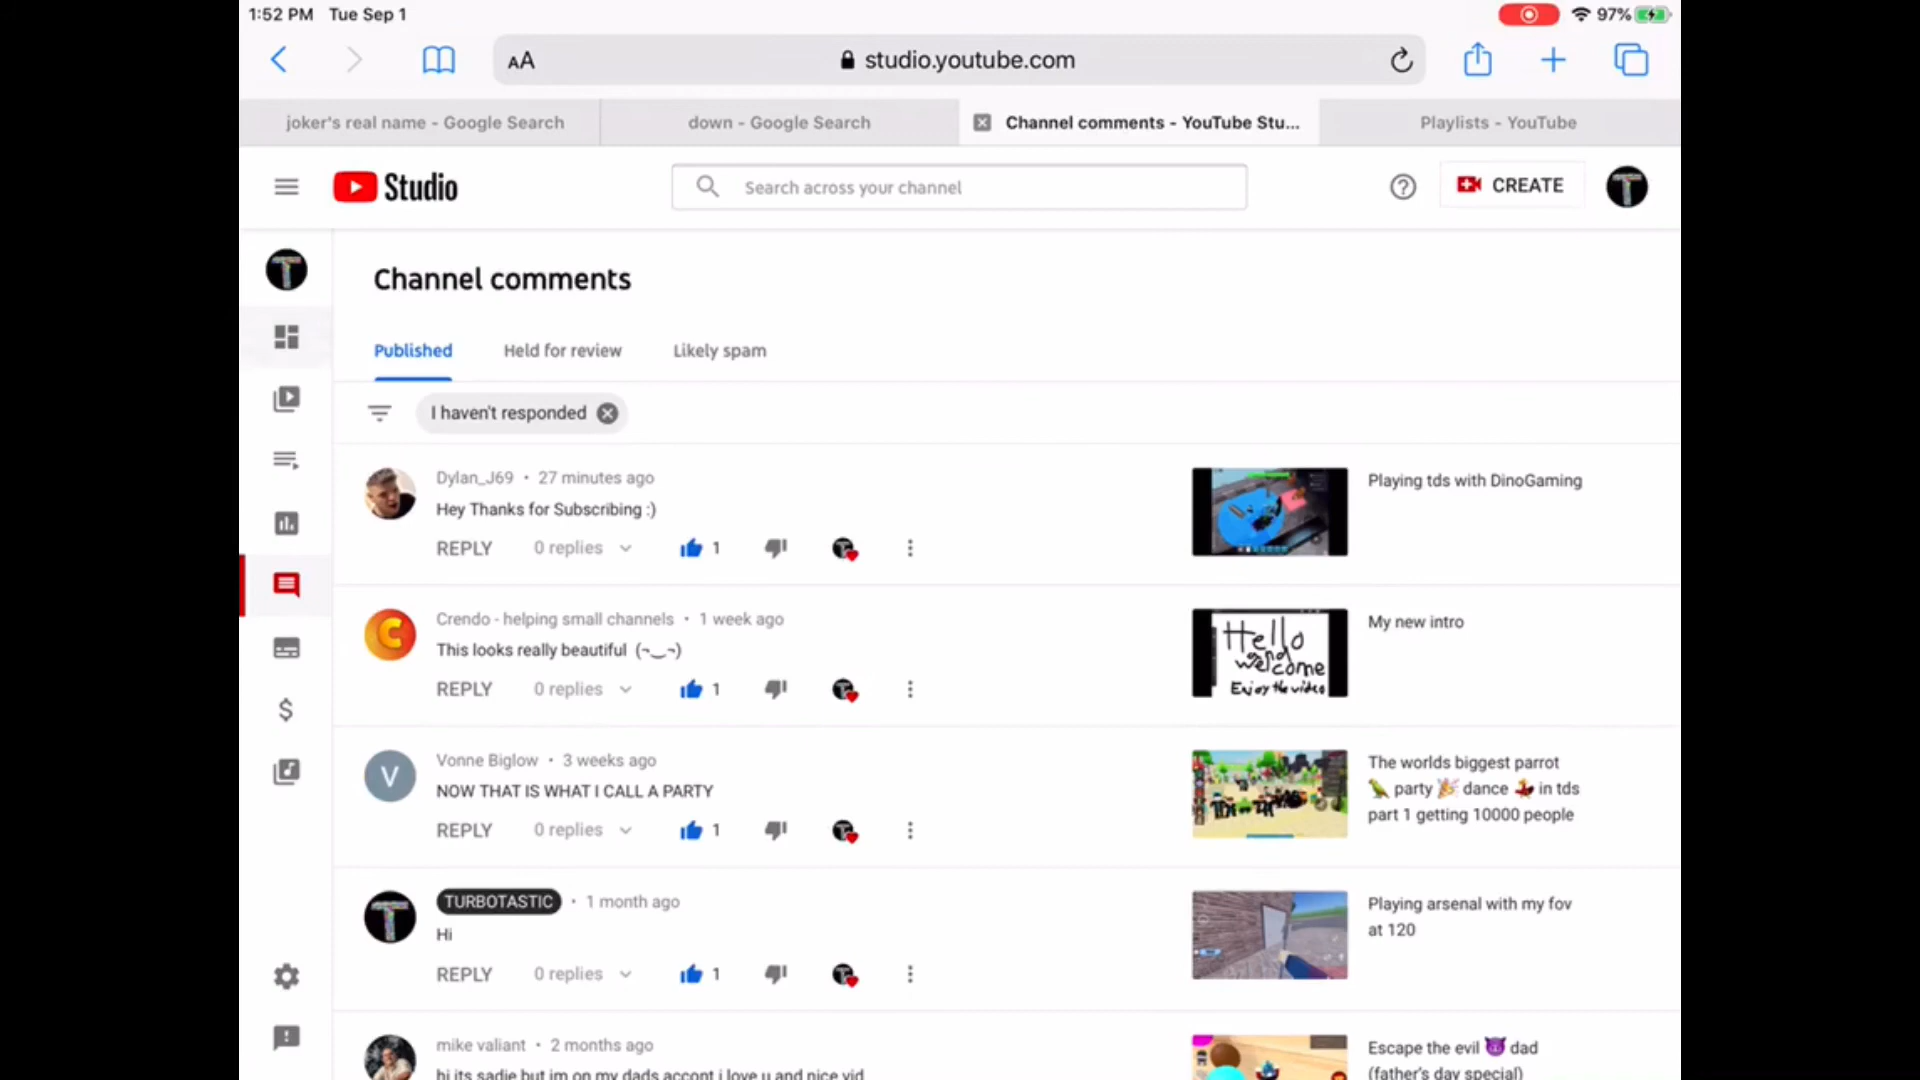 1:52 PM Tue Sep 1
97%
AA
studio.youtube.com
joker's real name - Google Search
down - Google Search
Channel comments - YouTube Stu...
Playlists - YouTube
Studio
Search across your channel
CREATE
Channel comments
Published
Held for review
Likely spam
I haven't responded
Dylan_J69 • 27 minutes ago
Hey Thanks for Subscribing :)
REPLY 0 replies 1
Playing tds with DinoGaming
Crendo - helping small channels • 1 week ago
This looks really beautiful (¬‿¬)
REPLY 0 replies 1
Hello
and
welcome
Enjoy the video
My new intro
V
Vonne Biglow • 3 weeks ago
NOW THAT IS WHAT I CALL A PARTY
REPLY 0 replies 1
The worlds biggest parrot
🦜 party 🎉 dance 💃 in tds
part 1 getting 10000 people
TURBOTASTIC • 1 month ago
Hi
REPLY 0 replies 1
Playing arsenal with my fov
at 120
mike valiant • 2 months ago
hi its sadie but im on my dads accont i love u and nice vid
Escape the evil 😈 dad
(father's day special)